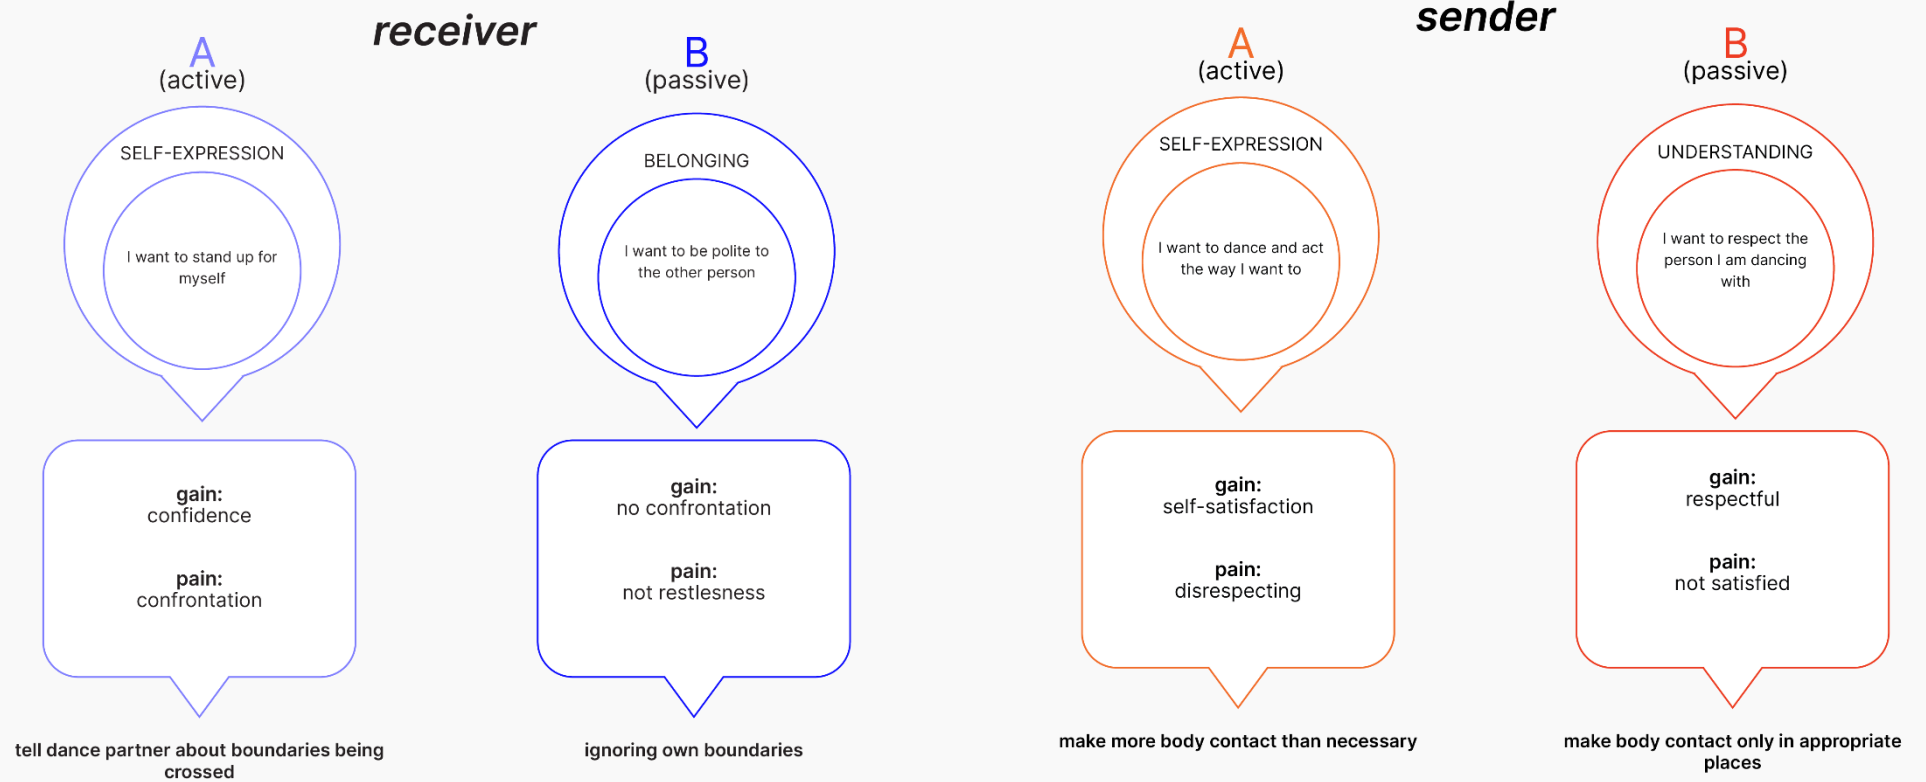 receiver
A
(active)
SELF-EXPRESSION
I want to stand up for
myself
gain:
confidence
pain:
confrontation
tell dance partner about boundaries being
crossed
B
(passive)
BELONGING
I want to be polite to
the other person
gain:
no confrontation
pain:
not restlesness
ignoring own boundaries
sender
A
(active)
SELF-EXPRESSION
I want to dance and act
the way I want to
gain:
self-satisfaction
pain:
disrespecting
make more body contact than necessary
B
(passive)
UNDERSTANDING
I want to respect the
person I am dancing
with
gain:
respectful
pain:
not satisfied
make body contact only in appropriate
places